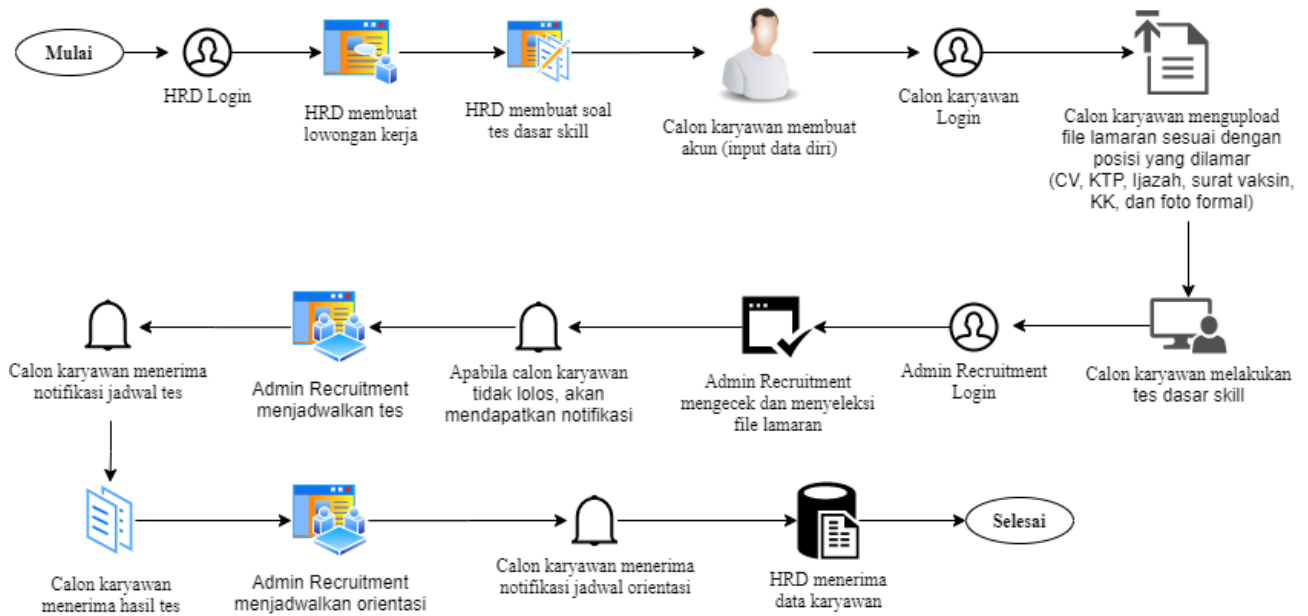 Mulai
HRD Login
HRD membuat
lowongan kerja
HRD membuat soal
tes dasar skill
Calon karyawan membuat
akun (input data diri)
Calon karyawan
Login
Calon karyawan mengupload
file lamaran sesuai dengan
posisi yang dilamar
(CV, KTP, Ijazah, surat vaksin,
KK, dan foto formal)
Calon karyawan melakukan
tes dasar skill
Admin Recruitment
Login
Admin Recruitment
mengecek dan menyeleksi
file lamaran
Apabila calon karyawan
tidak lolos, akan
mendapatkan notifikasi
Admin Recruitment
menjadwalkan tes
Calon karyawan menerima
notifikasi jadwal tes
Calon karyawan
menerima hasil tes
Admin Recruitment
menjadwalkan orientasi
Calon karyawan menerima
notifikasi jadwal orientasi
HRD menerima
data karyawan
Selesai